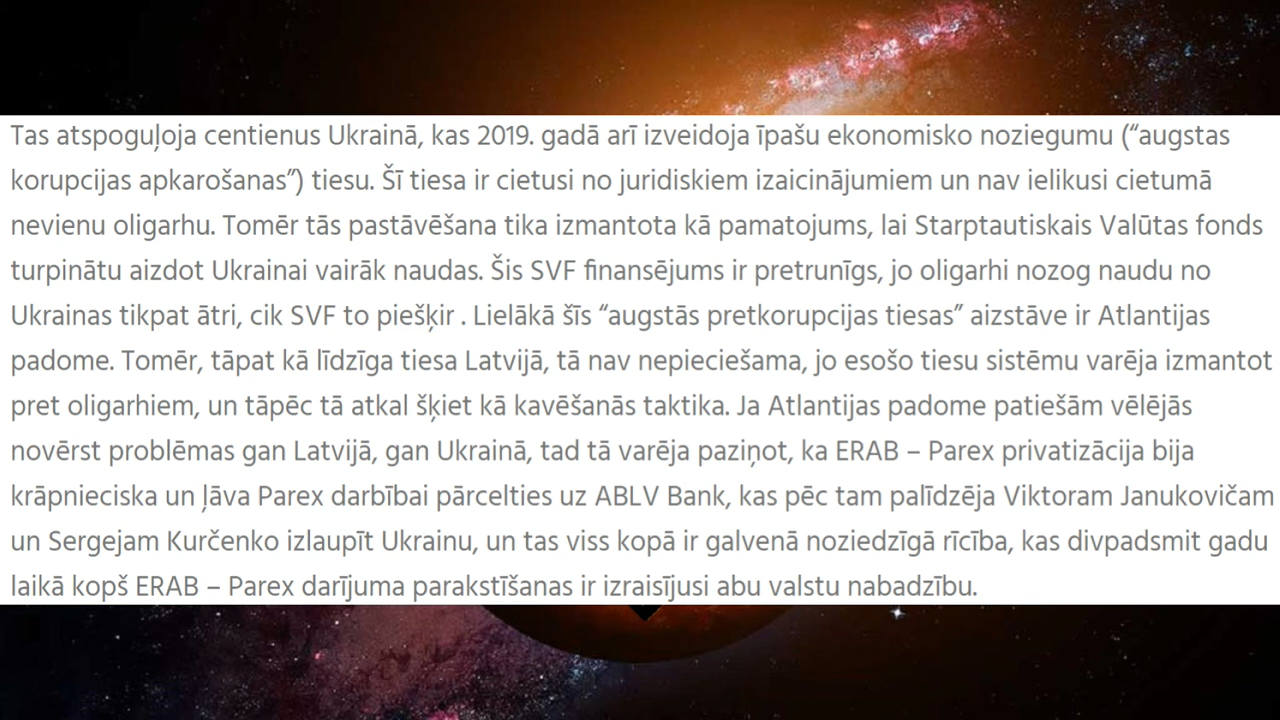 Tas atspoguļoja centienus Ukrainā, kas 2019. gadā arī izveidoja īpašu ekonomisko noziegumu (“augstas
korupcijas apkarošanas”) tiesu. Šī tiesa ir cietusi no juridiskiem izaicinājumiem un nav ielikusi cietumā
nevienu oligarhu. Tomēr tās pastāvēšana tika izmantota kā pamatojums, lai Starptautiskais Valūtas fonds
turpinātu aizdot Ukrainai vairāk naudas. Šis SVF finansējums ir pretrunīgs, jo oligarhi nozog naudu no
Ukrainas tikpat ātri, cik SVF to piešķir . Lielākā šīs “augstās pretkorupcijas tiesas” aizstāve ir Atlantijas
padome. Tomēr, tāpat kā līdzīga tiesa Latvijā, tā nav nepieciešama, jo esošo tiesu sistēmu varēja izmantot
pret oligarhiem, un tāpēc tā atkal šķiet kā kavēšanās taktika. Ja Atlantijas padome patiešām vēlējās
novērst problēmas gan Latvijā, gan Ukrainā, tad tā varēja paziņot, ka ERAB – Parex privatizācija bija
krāpnieciska un ļāva Parex darbībai pārcelties uz ABLV Bank, kas pēc tam palīdzēja Viktoram Janukovičam
un Sergejam Kurčenko izlaupīt Ukrainu, un tas viss kopā ir galvenā noziedzīgā rīcība, kas divpadsmit gadu
laikā kopš ERAB – Parex darījuma parakstīšanas ir izraisījusi abu valstu nabadzību.